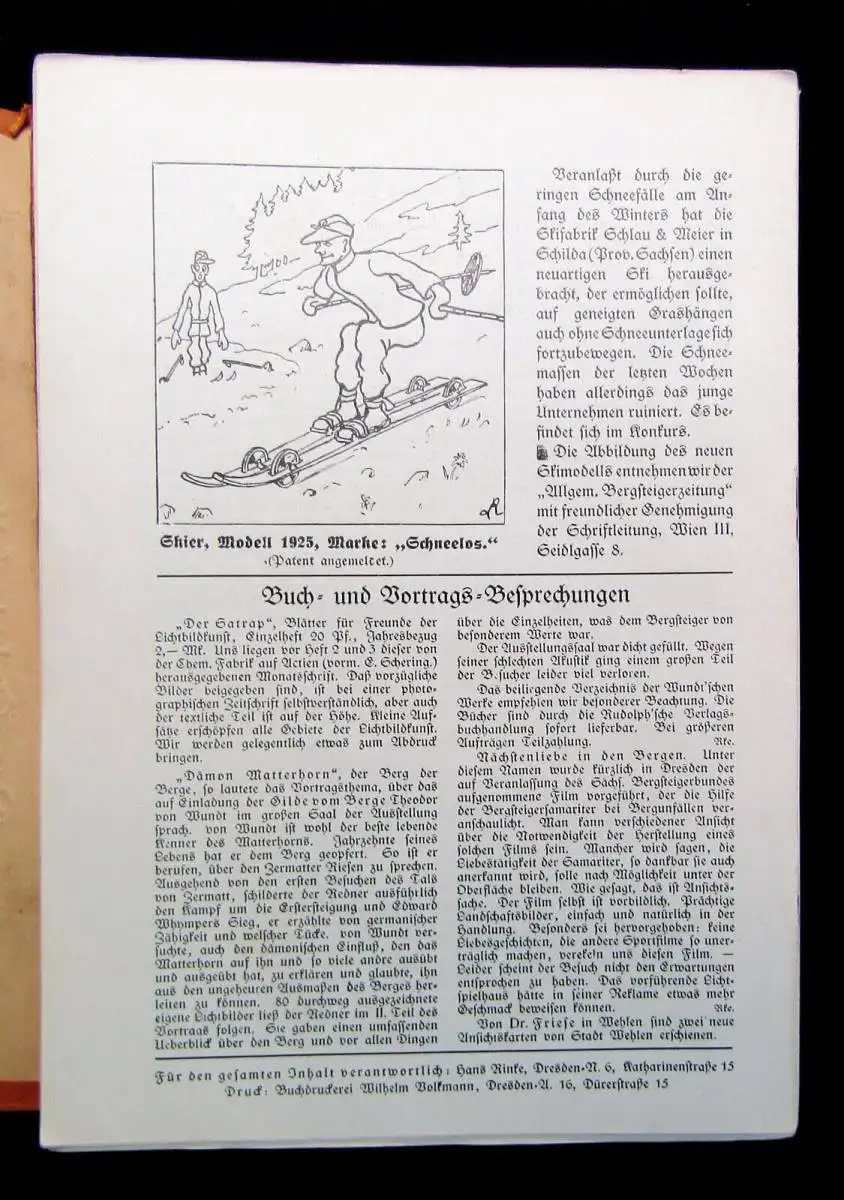 Veranlaßt durch die ge-
ringen Schneefälle am An-
fang des Winters hat die
Skifabrik Schlau & Meier in
Schilda (Prov. Sachsen) einen
neuartigen Ski herausge-
bracht, der ermöglichen sollte,
auf geneigten Grashängen
auch ohne Schneeunterlage sich
fortzubewegen. Die Schnee-
massen der letzten Wochen
haben allerdings das junge
Unternehmen ruiniert. Es be-
findet sich im Konkurs.
Die Abbildung des neuen
Skimodells entnehmen wir der
„Allgem. Bergsteigerzeitung“
mit freundlicher Genehmigung
der Schriftleitung, Wien III,
Seidlgasse 8.
Skier, Modell 1925, Marke: „Schneelos.“
(Patent angemeldet.)
Buch- und Vortrags-Besprechungen
„Der Satrap“, Blätter für Freunde der
Lichtbildkunst, Einzelheft 20 Pf., Jahresbezug
2,— Mk. Uns liegen vor Heft 2 und 3 dieser von
der Chem. Fabrik auf Actien (vorm. E. Schering.)
herausgegebenen Monatsschrift. Daß vorzügliche
Bilder beigegeben sind, ist bei einer photo-
graphischen Zeitschrift selbstverständlich, aber auch
der textliche Teil ist auf der Höhe. Kleine Auf-
sätze erschöpfen alle Gebiete der Lichtbildkunst.
Wir werden gelegentlich etwas zum Abdruck
bringen.
„Dämon Matterhorn“, der Berg der
Berge, so lautete das Vortragsthema, über das
auf Einladung der Gilde vom Berge Theodor
von Wundt im großen Saal der Ausstellung
sprach. von Wundt ist wohl der beste lebende
Kenner des Matterhorns. Jahrzehnte seines
Lebens hat er dem Berg geopfert. So ist er
berufen, über den Zermatter Riesen zu sprechen.
Ausgehend von den ersten Besuchen des Tals
von Zermatt, schilderte der Redner ausführlich
den Kampf um die Ersteigung und Edward
Whympers Sieg, er erzählte von germanischer
Zähigkeit und welscher Tücke. von Wundt ver-
suchte, auch den dämonischen Einfluß, den das
Matterhorn auf ihn und so viele andre ausübt
und ausgeübt hat, zu erklären und glaubte, ihn
aus den ungeheuren Ausmaßen des Berges her-
leiten zu können. 80 durchweg ausgezeichnete
eigene Lichtbilder ließ der Redner im II. Teil des
Vortrags folgen. Sie gaben einen umfassenden
Ueberblick über den Berg und vor allen Dingen
über die Einzelheiten, was dem Bergsteiger von
besonderem Werte war.
Der Ausstellungssaal war dicht gefüllt. Wegen
seiner schlechten Akustik ging einem großen Teil
der B.sucher leider viel verloren.
Das beiliegende Verzeichnis der Wundt'schen
Werke empfehlen wir besonderer Beachtung. Die
Bücher sind durch die Rudolph'sche Verlags-
buchhandlung sofort lieferbar. Bei größeren
Aufträgen Teilzahlung. Rke.
Nächstenliebe in den Bergen. Unter
diesem Namen wurde kürzlich in Dresden der
auf Veranlassung des Sächs. Bergsteigerbundes
aufgenommene Film vorgeführt, der die Hilfe
der Bergsteigersamariter bei Bergunfällen ver-
anschaulicht. Man kann verschiedener Ansicht
über die Notwendigkeit der Herstellung eines
solchen Films sein. Mancher wird sagen, die
Liebestätigkeit der Samariter, so dankbar sie auch
anerkannt wird, solle nach Möglichkeit unter der
Oberfläche bleiben. Wie gesagt, das ist Ansichts-
sache. Der Film selbst ist vorbildlich. Prächtige
Landschaftsbilder, einfach und natürlich in der
Handlung. Besonders sei hervorgehoben: keine
Liebesgeschichten, die andere Sportfilme so uner-
träglich machen, verekeln uns diesen Film. —
Leider scheint der Besuch nicht den Erwartungen
entsprochen zu haben. Das vorführende Licht-
spielhaus hätte in seiner Reklame etwas mehr
Geschmack beweisen können. Rke.
Von Dr. Friese in Wehlen sind zwei neue
Ansichtskarten von Stadt Wehlen erschienen.
Für den gesamten Inhalt verantwortlich: Hans Rinke, Dresden-N. 6, Katharinenstraße 15
Druck: Buchdruckerei Wilhelm Volkmann, Dresden-A. 16, Dürerstraße 15